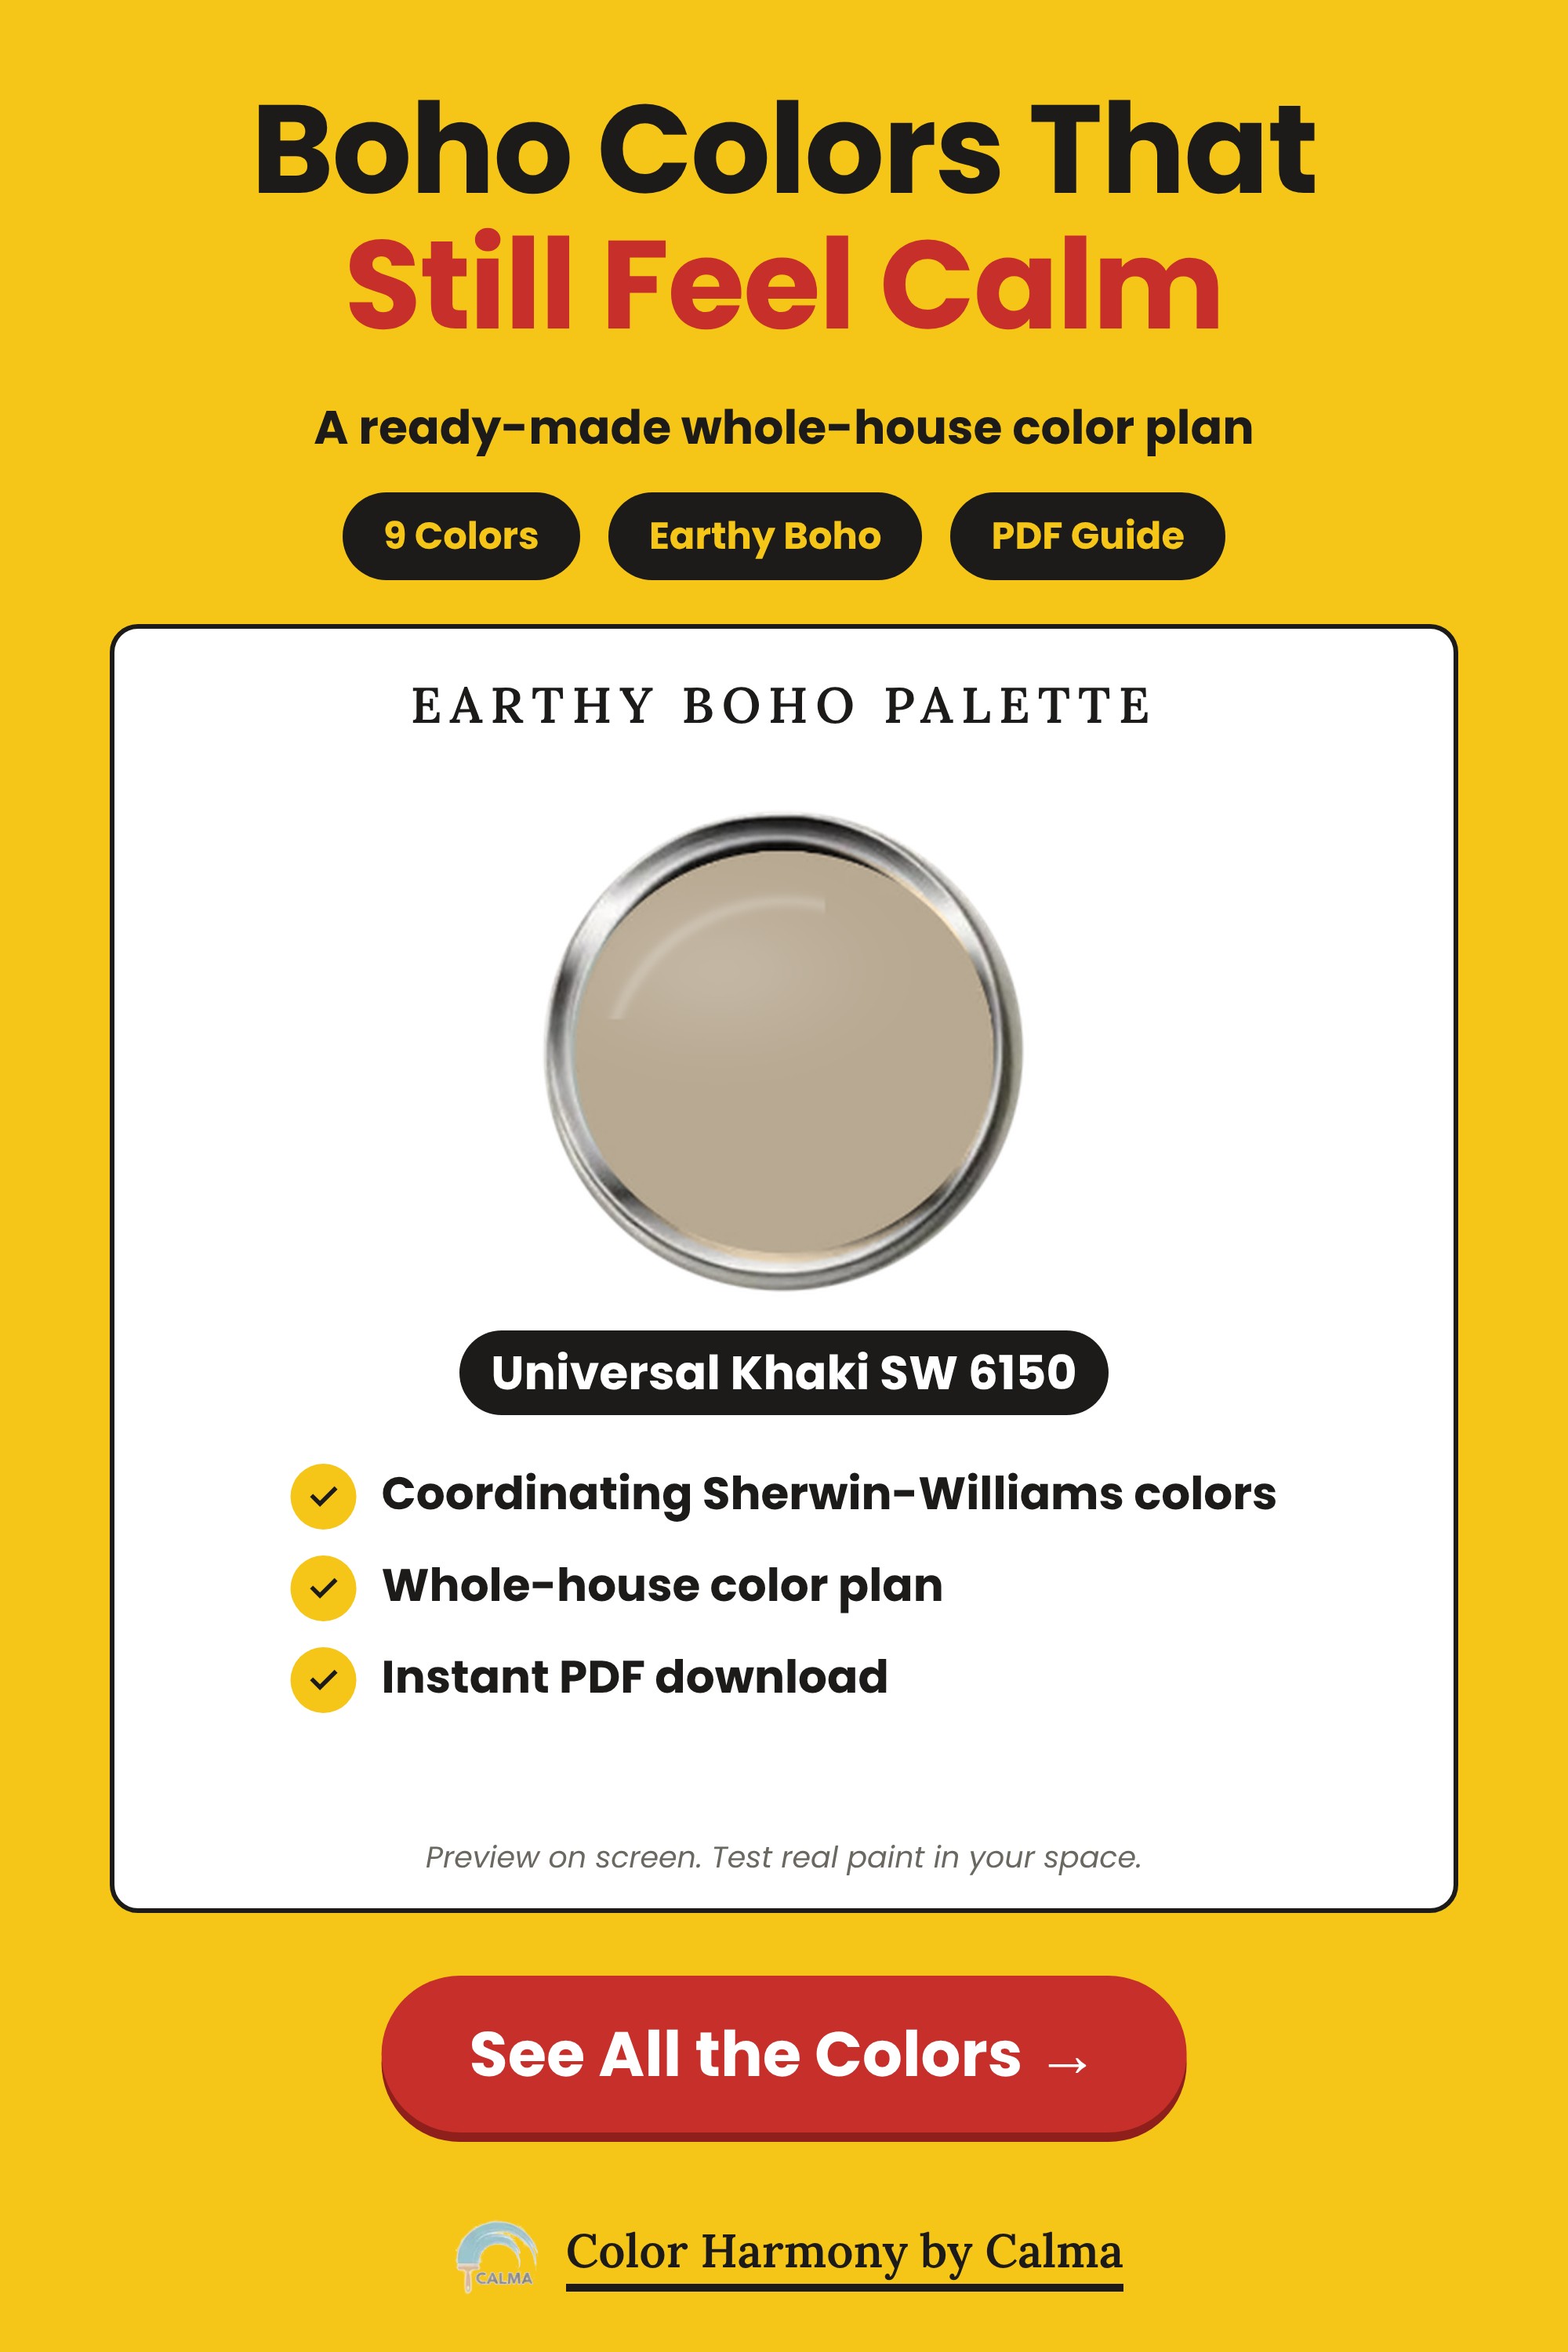 Boho Colors That
Still Feel Calm
A ready-made whole-house color plan
9 Colors
Earthy Boho
PDF Guide
EARTHY BOHO PALETTE
Universal Khaki SW 6150
Coordinating Sherwin-Williams colors
Whole-house color plan
Instant PDF download
Preview on screen. Test real paint in your space.
See All the Colors →
CALMA
Color Harmony by Calma